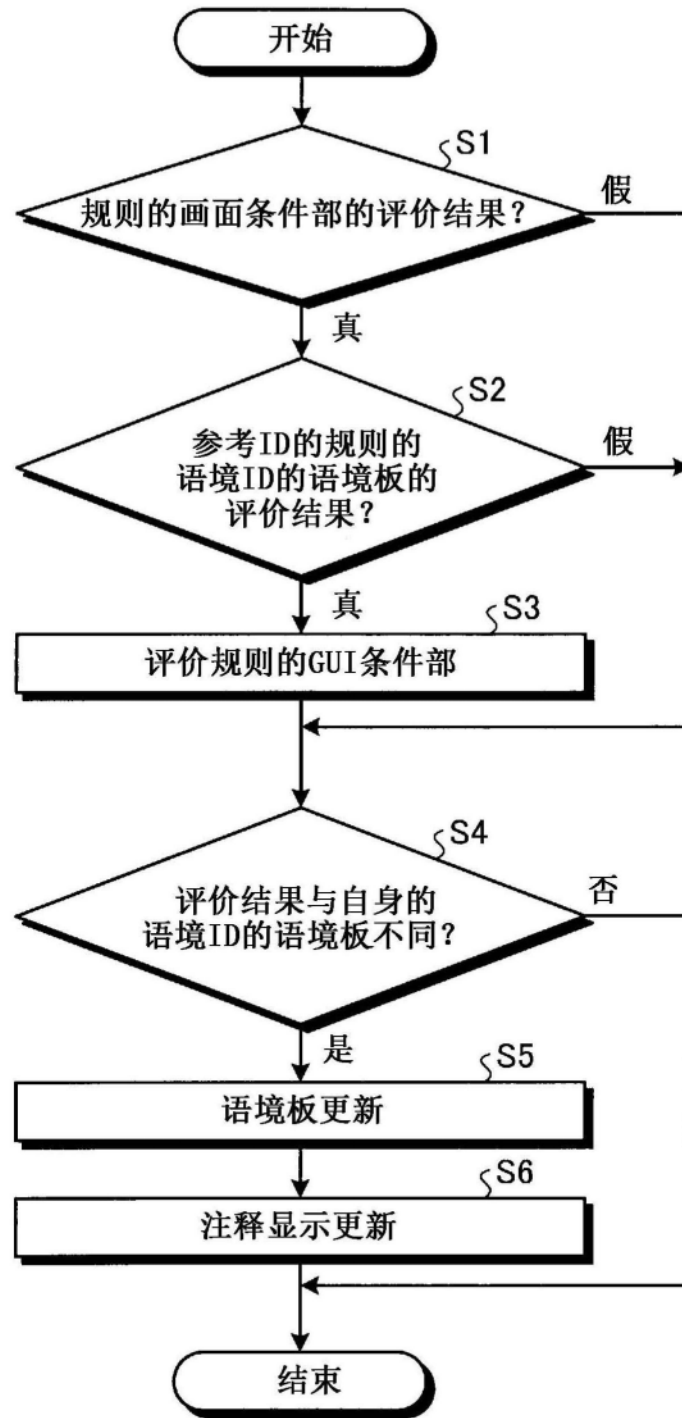 开始
S1
规则的画面条件部的评价结果？
假
真
S2
参考ID的规则的
语境ID的语境板的
评价结果？
假
真
S3
评价规则的GUI条件部
S4
评价结果与自身的
语境ID的语境板不同？
否
是
S5
语境板更新
S6
注释显示更新
结束